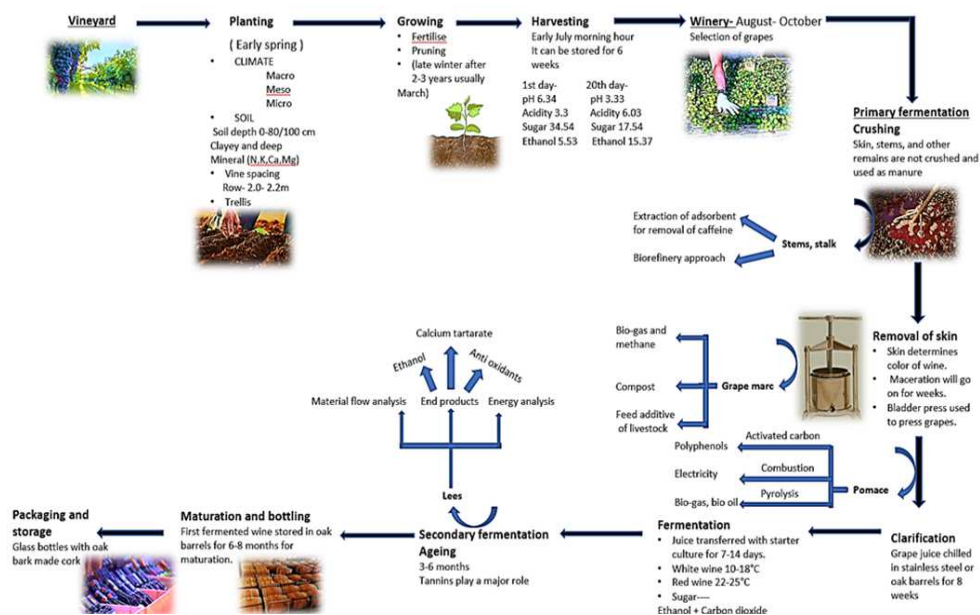 Vineyard
Planting
( Early spring )
• CLIMATE
Macro
Meso
Micro
• SOIL
Soil depth 0-80/100 cm
Clayey and deep
Mineral (N,K,Ca,Mg)
• Vine spacing
Row- 2.0- 2.2m
• Trellis
Growing
• Fertilise
• Pruning
• (late winter after
2-3 years usually
March)
Harvesting
Early July morning hour
It can be stored for 6
weeks
1st day-
pH 6.34
Acidity 3.3
Sugar 34.54
Ethanol 5.53
20th day-
pH 3.33
Acidity 6.03
Sugar 17.54
Ethanol 15.37
Winery- August- October
Selection of grapes
Primary fermentation
Crushing
Skin, stems, and other
remains are not crushed and
used as manure
Stems, stalk
Extraction of adsorbent
for removal of caffeine
Biorefinery approach
Removal of skin
• Skin determines
color of wine.
• Maceration will go
on for weeks.
• Bladder press used
to press grapes.
Grape marc
Bio-gas and
methane
Compost
Feed additive
of livestock
Pomace
Activated carbon
Polyphenols
Combustion
Electricity
Pyrolysis
Bio-gas, bio oil
Clarification
Grape juice chilled
in stainless steel or
oak barrels for 8
weeks
Fermentation
• Juice transferred with starter
culture for 7-14 days.
• White wine 10-18°C
• Red wine 22-25°C
• Sugar----
Ethanol + Carbon dioxide
Secondary fermentation
Ageing
3-6 months
Tannins play a major role
Lees
Material flow analysis
End products
Energy analysis
Ethanol
Calcium tartarate
Anti oxidants
Maturation and bottling
First fermented wine stored in oak
barrels for 6-8 months for
maturation.
Packaging and
storage
Glass bottles with oak
bark made cork